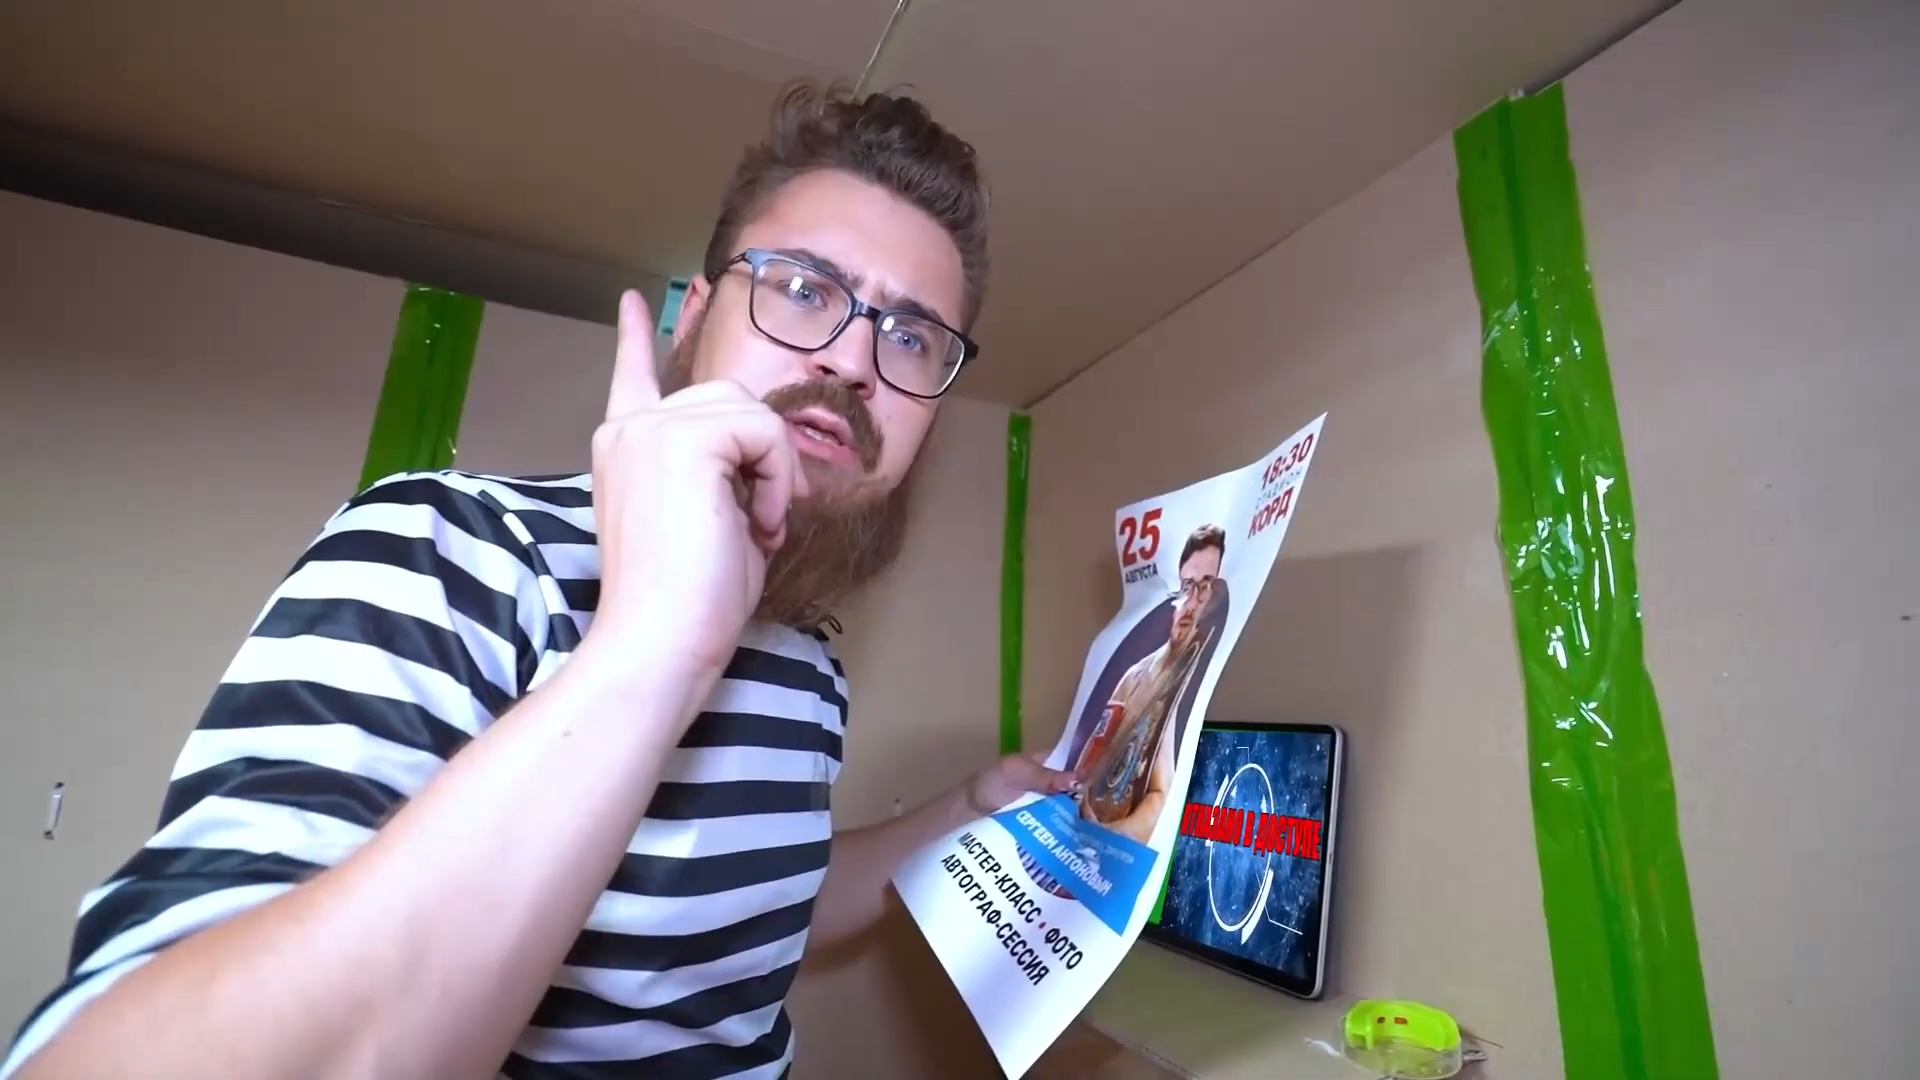 25
АВГУСТА
18:30
СТАДИОН
КОРД
СЕРГЕЕМ АНТОНОВЫМ
МАСТЕР-КЛАСС • ФОТО
АВТОГРАФ-СЕССИЯ
ОТКАЗАНО В ДОСТУПЕ